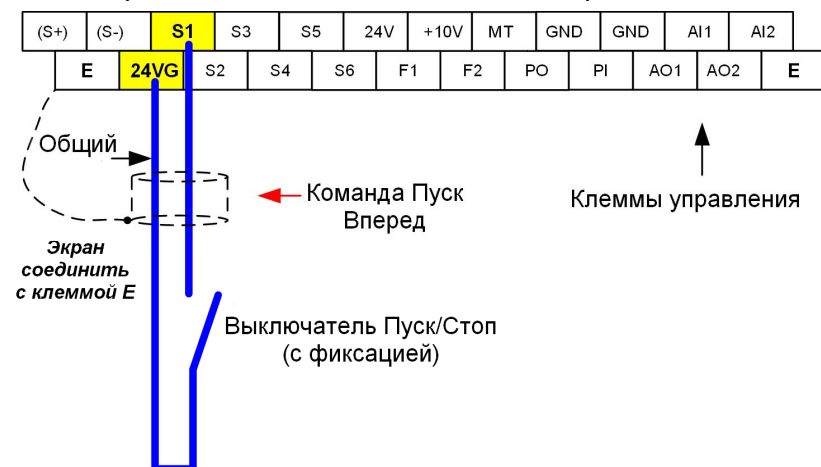 (S+) (S-) S1 S3 S5 24V +10V MT GND GND AI1 AI2
E 24VG S2 S4 S6 F1 F2 PO PI AO1 AO2 E
Общий
Команда Пуск
Вперед
Клеммы управления
Экран
соединить
с клеммой E
Выключатель Пуск/Стоп
(с фиксацией)